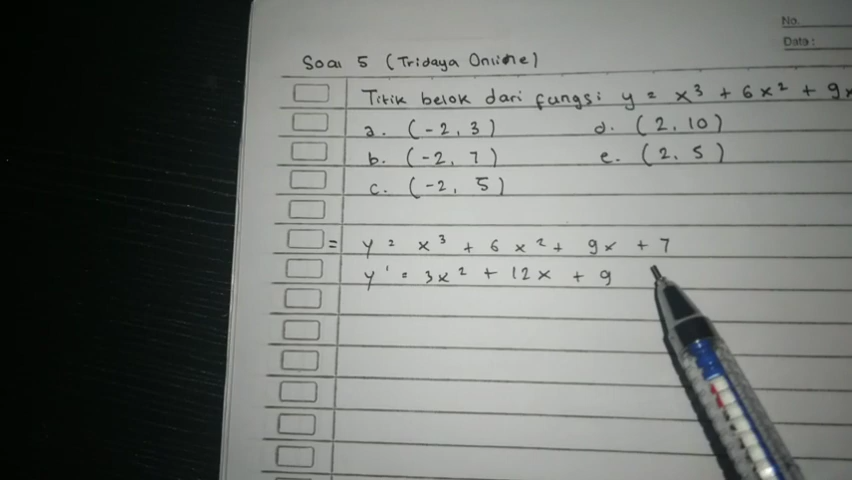 No.
Date:
Soal 5 (Tridaya Online)
Titik belok dari fungsi y = x³ + 6x² + 9x
a. (-2, 3) d. (2, 10)
b. (-2, 7) e. (2, 5)
c. (-2, 5)
= y = x³ + 6x² + 9x + 7
y' = 3x² + 12x + 9